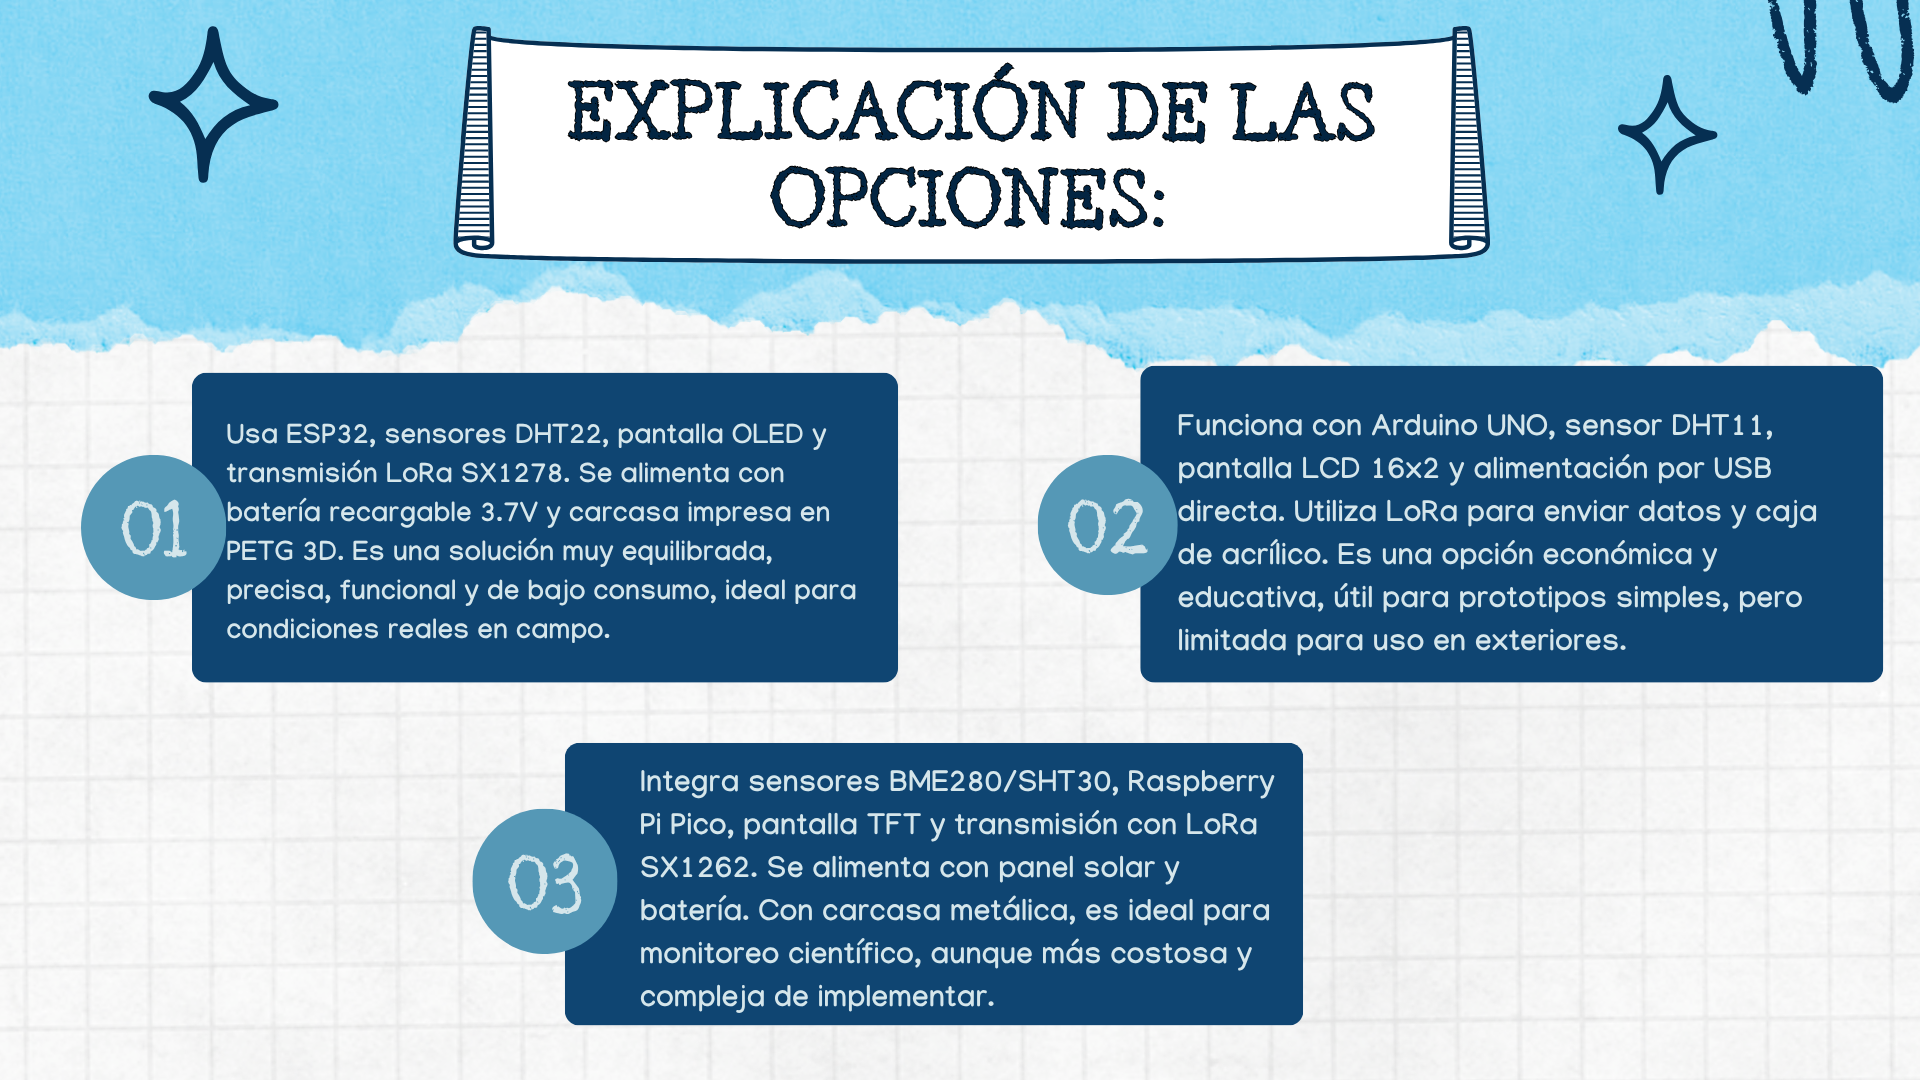 EXPLICACIÓN DE LAS
OPCIONES:
01
Usa ESP32, sensores DHT22, pantalla OLED y
transmisión LoRa SX1278. Se alimenta con
batería recargable 3.7V y carcasa impresa en
PETG 3D. Es una solución muy equilibrada,
precisa, funcional y de bajo consumo, ideal para
condiciones reales en campo.
02
Funciona con Arduino UNO, sensor DHT11,
pantalla LCD 16x2 y alimentación por USB
directa. Utiliza LoRa para enviar datos y caja
de acrílico. Es una opción económica y
educativa, útil para prototipos simples, pero
limitada para uso en exteriores.
03
Integra sensores BME280/SHT30, Raspberry
Pi Pico, pantalla TFT y transmisión con LoRa
SX1262. Se alimenta con panel solar y
batería. Con carcasa metálica, es ideal para
monitoreo científico, aunque más costosa y
compleja de implementar.